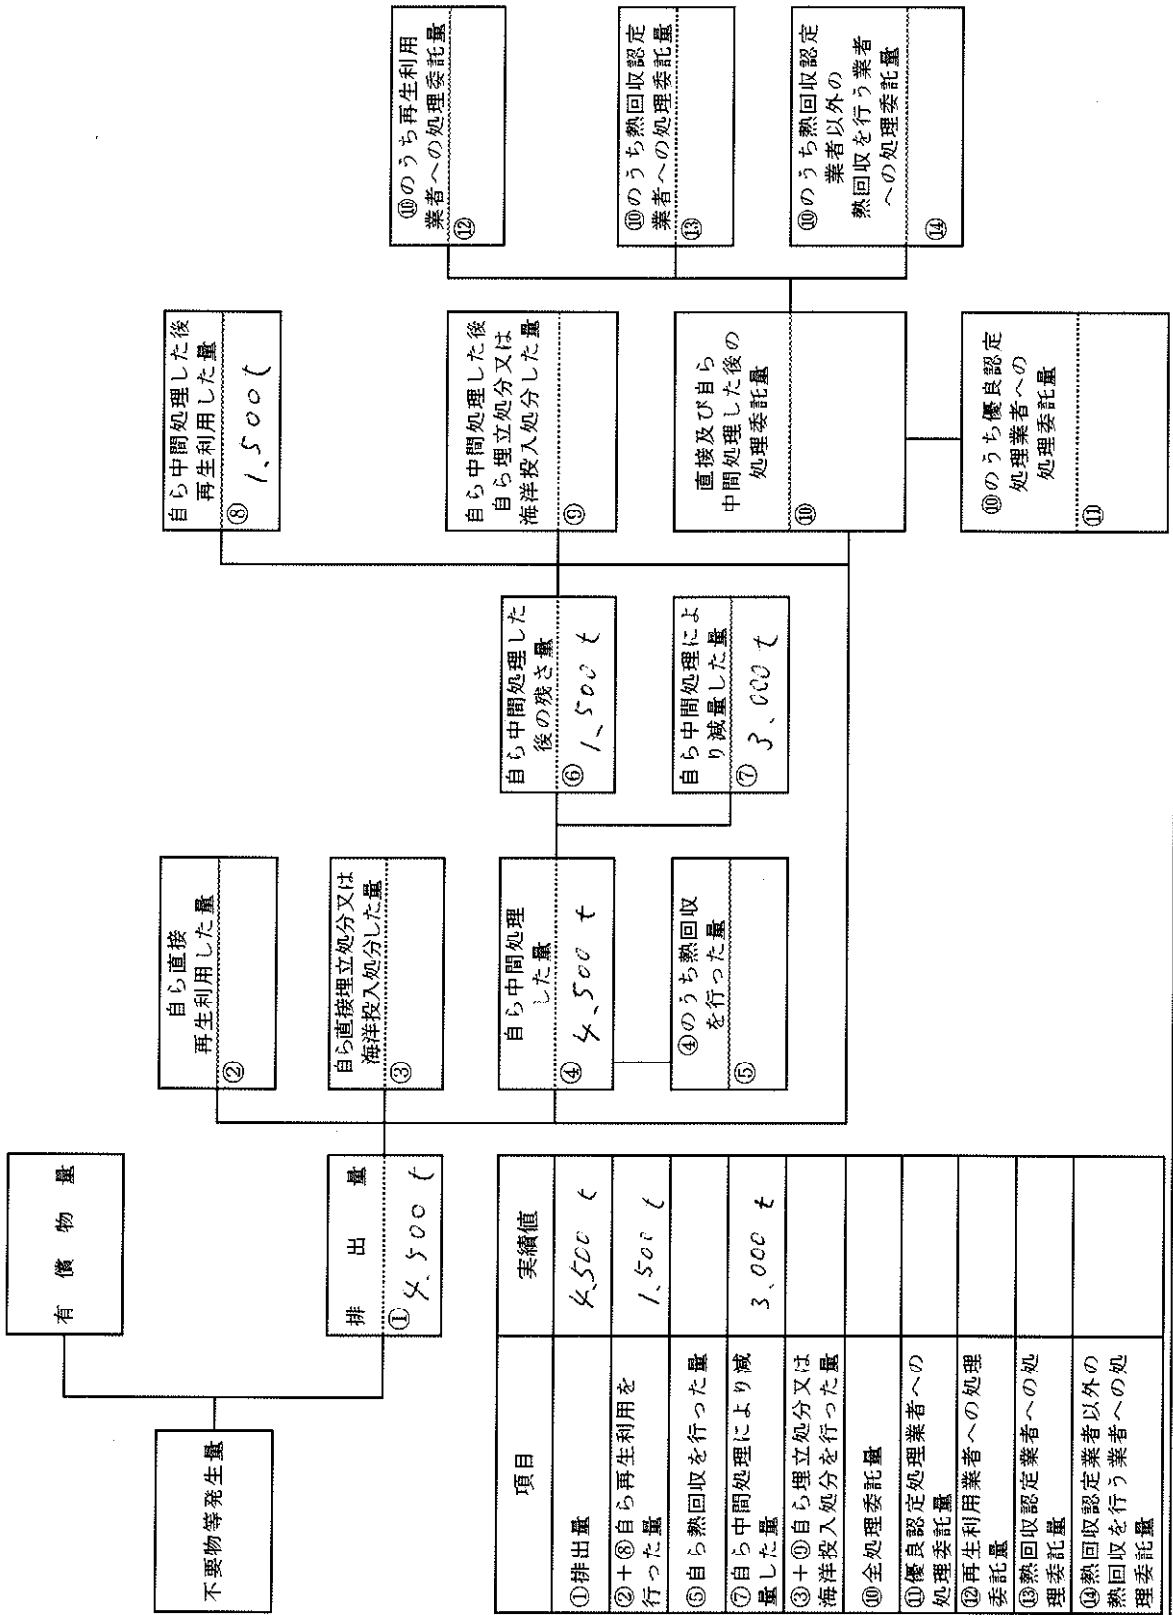 不要物等発生量
有償物量
排出量
① 4,500 t
自ら直接
再生利用した量
②
自ら直接埋立処分又は
海洋投入処分した量
③
自ら中間処理
した量
④ 4,500 t
④のうち熱回収
を行った量
⑤
自ら中間処理した
後の残さ量
⑥ 1,500 t
自ら中間処理によ
り減量した量
⑦ 3,000 t
自ら中間処理した後
再生利用した量
⑧ 1,500 t
自ら中間処理した後
自ら埋立処分又は
海洋投入処分した量
⑨
直接及び自ら
中間処理した後の
処理委託量
⑩
⑩のうち優良認定
処理業者への
処理委託量
⑪
⑩のうち再生利用
業者への処理委託量
⑫
⑩のうち熱回収認定
業者への処理委託量
⑬
⑩のうち熱回収認定
業者以外の
熱回収を行う業者
への処理委託量
⑭
項目 実績値
①排出量 4,500 t
②+⑧自ら再生利用を
行った量 1,500 t
⑤自ら熱回収を行った量
⑦自ら中間処理により減
量した量 3,000 t
③+⑨自ら埋立処分又は
海洋投入処分を行った量
⑩全処理委託量
⑪優良認定処理業者への
処理委託量
⑫再生利用業者への処理
委託量
⑬熱回収認定業者への処
理委託量
⑭熱回収認定業者以外の
熱回収を行う業者への処
理委託量